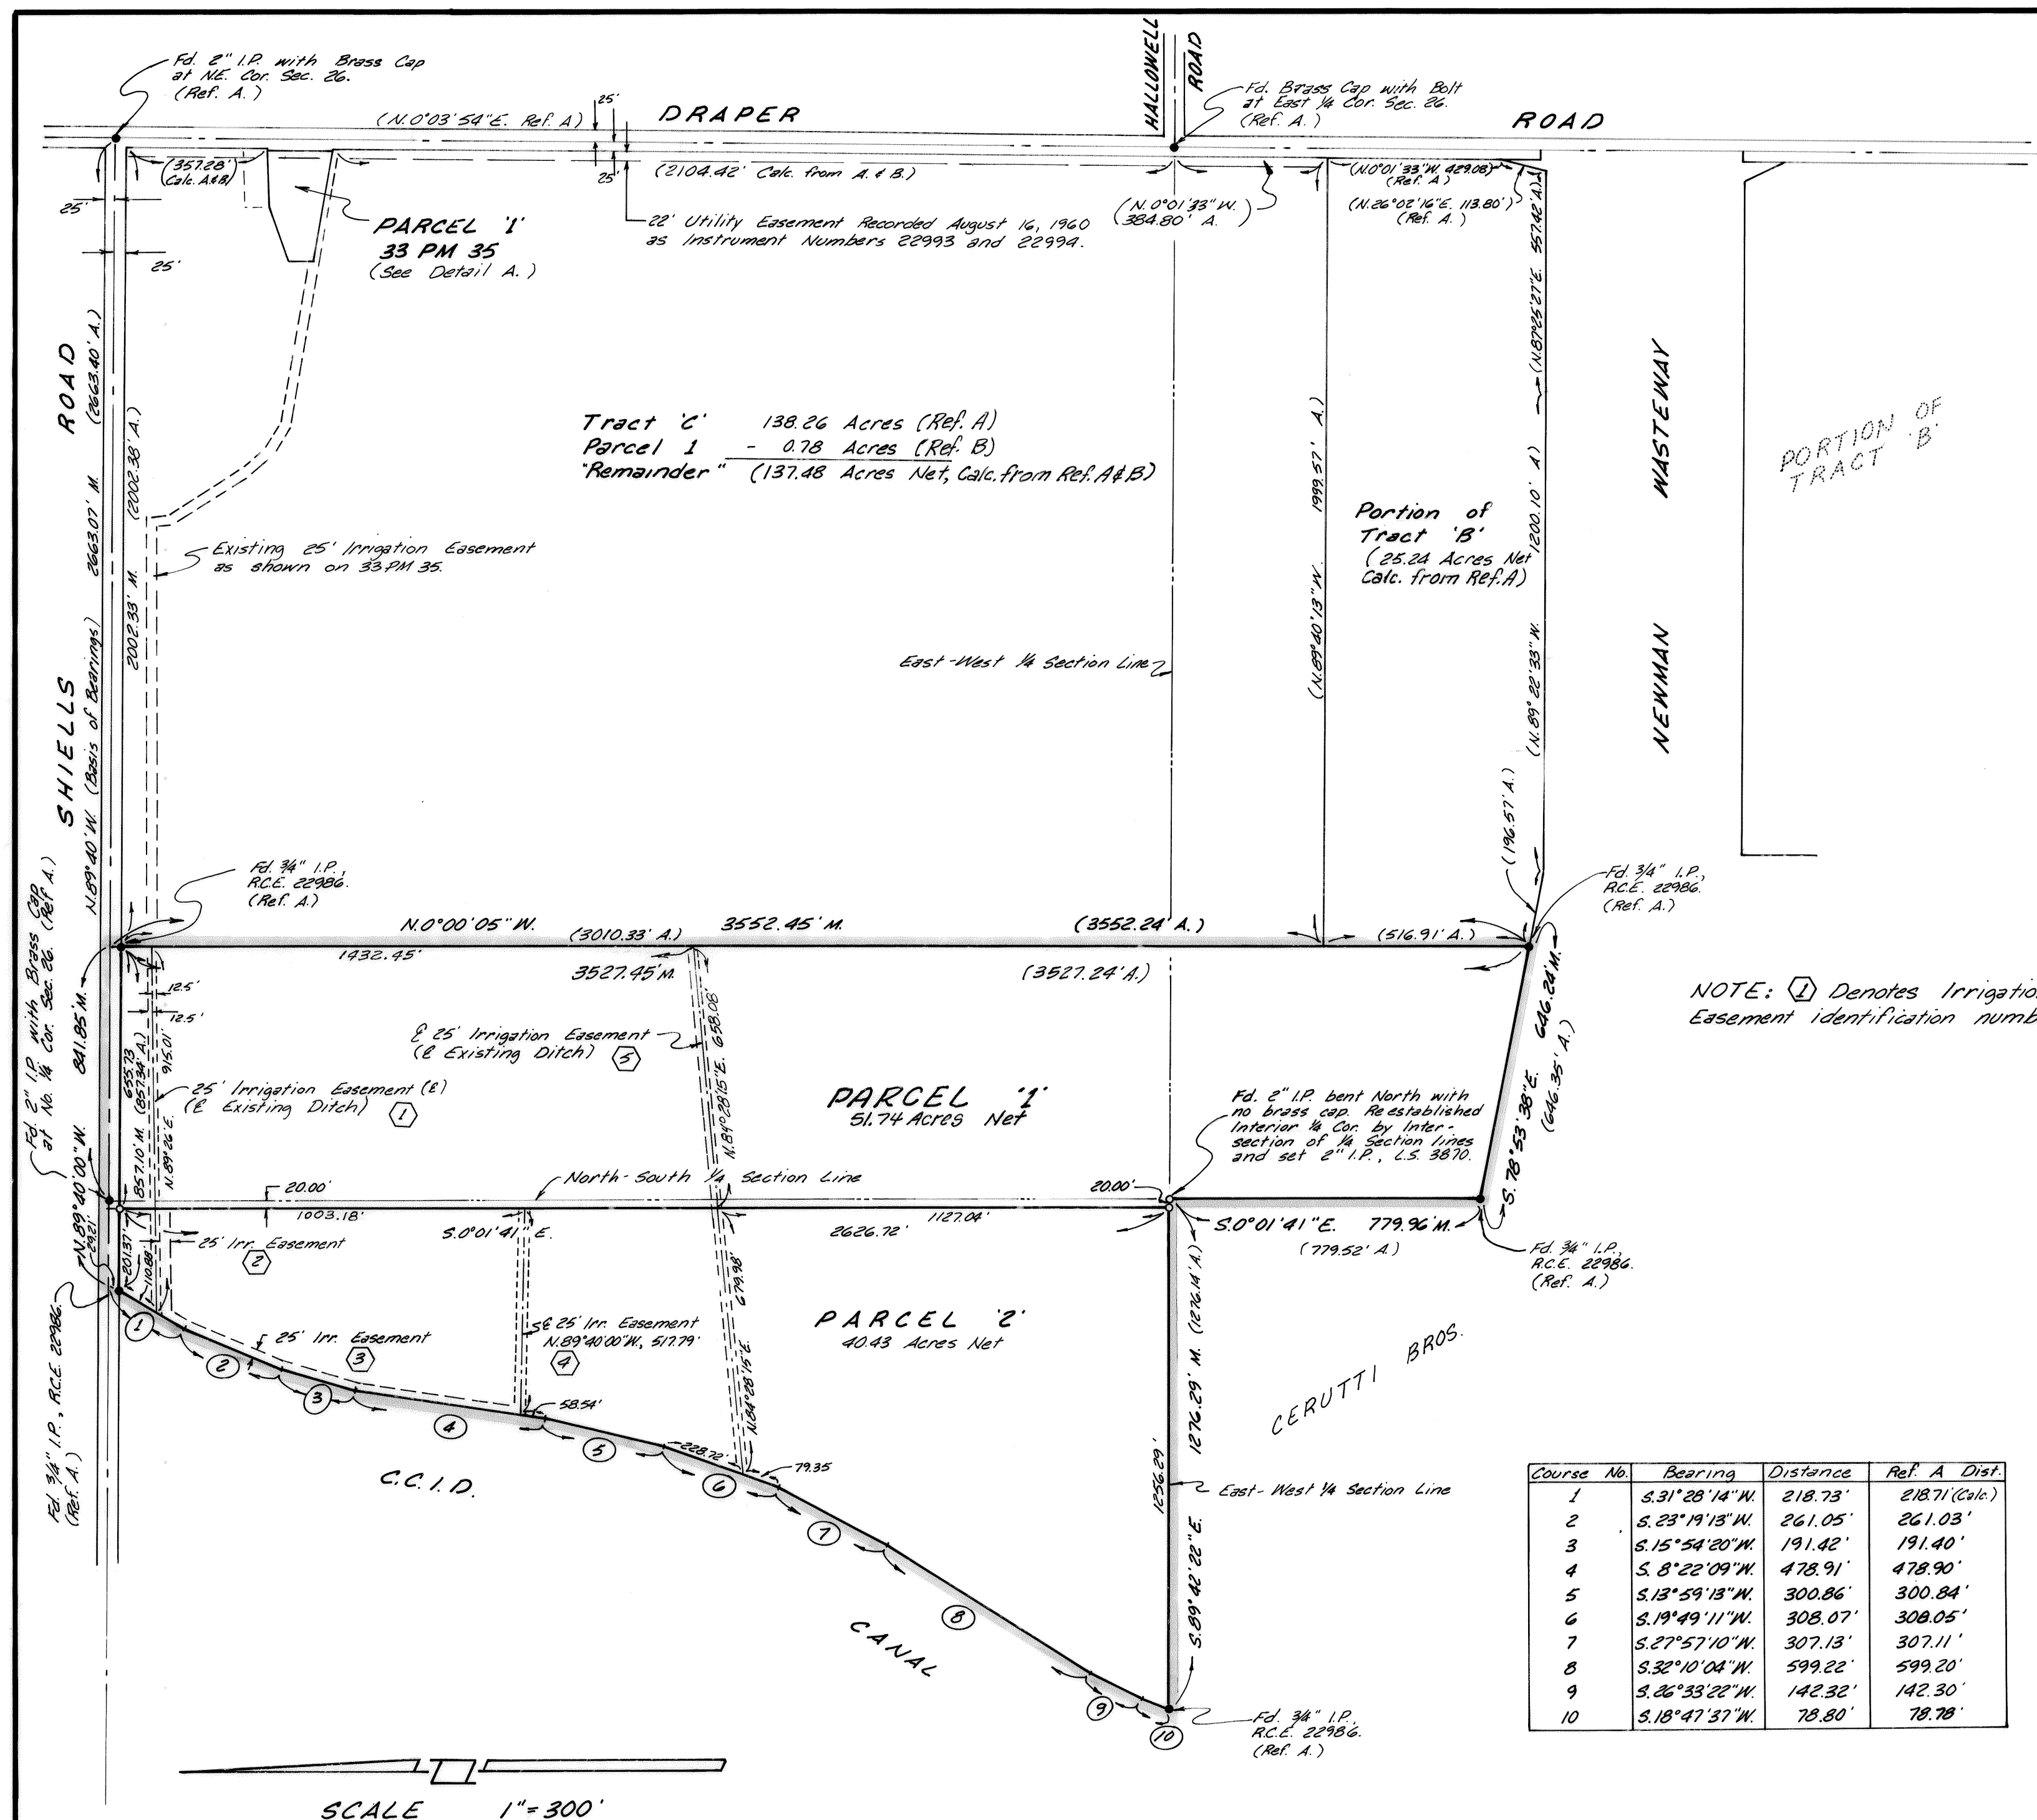 Fd. 2" I.P. with Brass Cap
at N.E. Cor. Sec. 26.
(Ref. A.)
(N.0°03'54"E. Ref. A)
25'
25'
DRAPER
HALLOWELL
ROAD
Fd. Brass Cap with Bolt
at East 1/4 Cor. Sec. 26.
(Ref. A.)
ROAD
(357.28'
Calc. A&B)
25'
25'
PARCEL '1'
33 PM 35
(See Detail A.)
(2104.42' Calc. from A. & B.)
22' Utility Easement Recorded August 16, 1960
as Instrument Numbers 22993 and 22994.
(N.0°01'33"W.
384.80' A.)
(N.0°01'33"W. 429.08')
(Ref. A)
(N.26°02'16"E. 113.80')
(Ref. A.)
(N.87°25'27"E. 557.42' A.)
SHIELLS ROAD
N.89°40'W. (Basis of Bearings) 2663.07' M. (2663.40' A.)
2002.33' M. (2002.38' A.)
Tract 'C' 138.26 Acres (Ref. A)
Parcel 1 - 0.78 Acres (Ref. B)
"Remainder" (137.48 Acres Net, Calc. from Ref. A&B)
Existing 25' Irrigation Easement
as shown on 33 PM 35.
East-West 1/4 Section Line
(N.89°40'13"W. 1999.57' A.)
Portion of
Tract 'B'
(25.24 Acres Net
Calc. from Ref. A)
(N.89°22'33"W. 1200.10' A)
(196.57' A.)
NEWMAN WASTEWAY
PORTION OF
TRACT 'B'
Fd. 3/4" I.P.,
R.C.E. 22986.
(Ref. A.)
Fd. 3/4" I.P.,
R.C.E. 22986.
(Ref. A.)
N.0°00'05"W. 3552.45' M. (3552.24' A.)
(3010.33' A.)
(516.91' A.)
1432.45'
3527.45' M. (3527.24' A.)
Fd. 2" I.P. with Brass Cap
at No. 1/4 Cor. Sec. 26. (Ref A.)
N.89°40'00"W. 841.85' M.
29.21'
12.5'
12.5'
655.73
857.10' M. (857.34' A.)
N.89°26'E. 915.01'
25' Irrigation Easement (℄)
(℄ Existing Ditch) 1
℄ 25' Irrigation Easement
(℄ Existing Ditch) 5
N.84°28'15"E. 658.08'
PARCEL '1'
51.74 Acres Net
Fd. 2" I.P. bent North with
no brass cap. Reestablished
Interior 1/4 Cor. by Inter-
section of 1/4 Section lines
and set 2" I.P., L.S. 3870.
S.78°53'38"E. 646.24' M.
(646.35' A.)
NOTE: 1 Denotes Irrigatio
Easement identification numb
North-South 1/4 Section Line
20.00'
20.00'
1003.18'
1127.04'
S.0°01'41"E. 2626.72'
S.0°01'41"E. 779.96' M.
(779.52' A.)
Fd. 3/4" I.P.,
R.C.E. 22986.
(Ref. A.)
201.37'
110.88'
25' Irr. Easement
2
25' Irr. Easement
3
℄ 25' Irr. Easement
N.89°40'00"W., 517.79'
4
N.84°28'15"E. 679.98'
PARCEL '2'
40.43 Acres Net
Fd. 3/4" I.P., R.C.E. 22986.
(Ref. A.)
1
2
3
4
58.54'
5
228.72'
79.35
6
7
8
9
10
C.C.I.D.
CANAL
1256.29'
S.89°42'22"E. 1276.29' M. (1276.14' A.)
East-West 1/4 Section Line
CERUTTI BROS.
Fd. 3/4" I.P.,
R.C.E. 22986.
(Ref. A.)
Course No. Bearing Distance Ref. A Dist.
1 S.31°28'14"W. 218.73' 218.71'(Calc.)
2 S.23°19'13"W. 261.05' 261.03'
3 S.15°54'20"W. 191.42' 191.40'
4 S.8°22'09"W. 478.91' 478.90'
5 S.13°59'13"W. 300.86' 300.84'
6 S.19°49'11"W. 308.07' 308.05'
7 S.27°57'10"W. 307.13' 307.11'
8 S.32°10'04"W. 599.22' 599.20'
9 S.26°33'22"W. 142.32' 142.30'
10 S.18°47'37"W. 78.80' 78.78'
SCALE 1"=300'